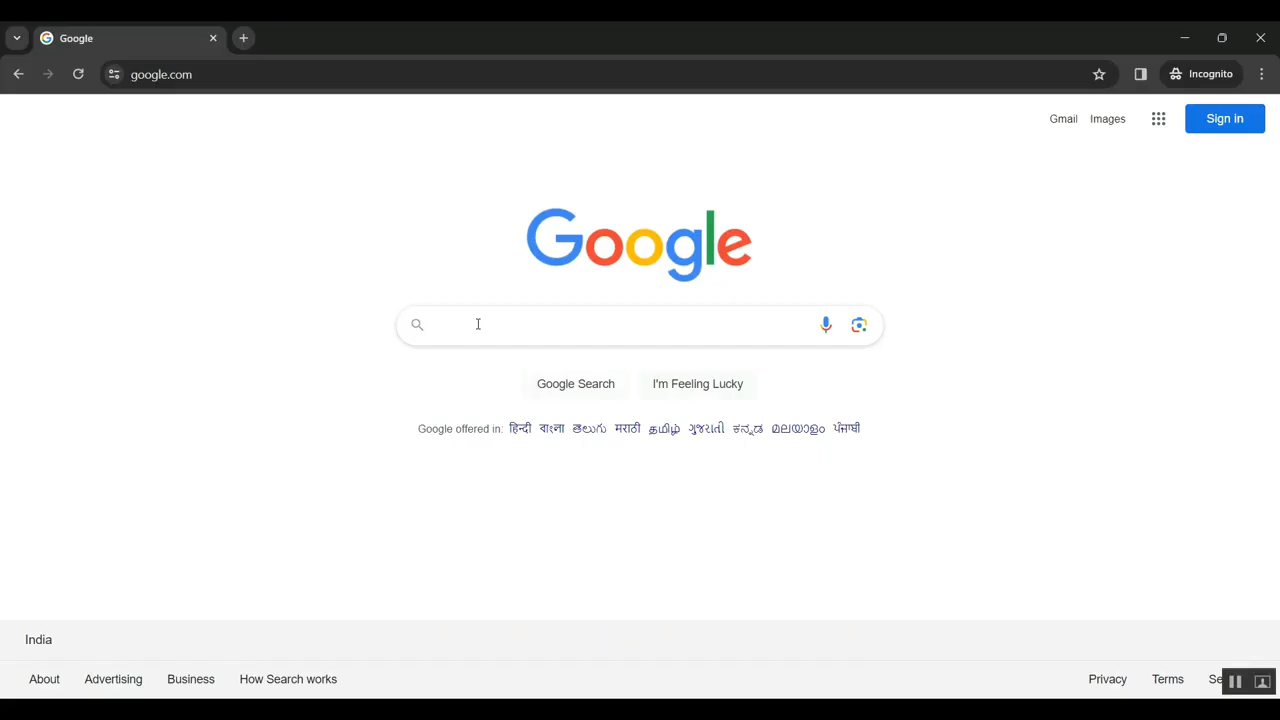 Google
google.com
Incognito
Gmail Images Sign in
Google
Google Search I'm Feeling Lucky
Google offered in: हिन्दी বাংলা తెలుగు मराठी தமிழ் ગુજરાતી ಕನ್ನಡ മലയാളം ਪੰਜਾਬੀ
India
About Advertising Business How Search works Privacy Terms Se